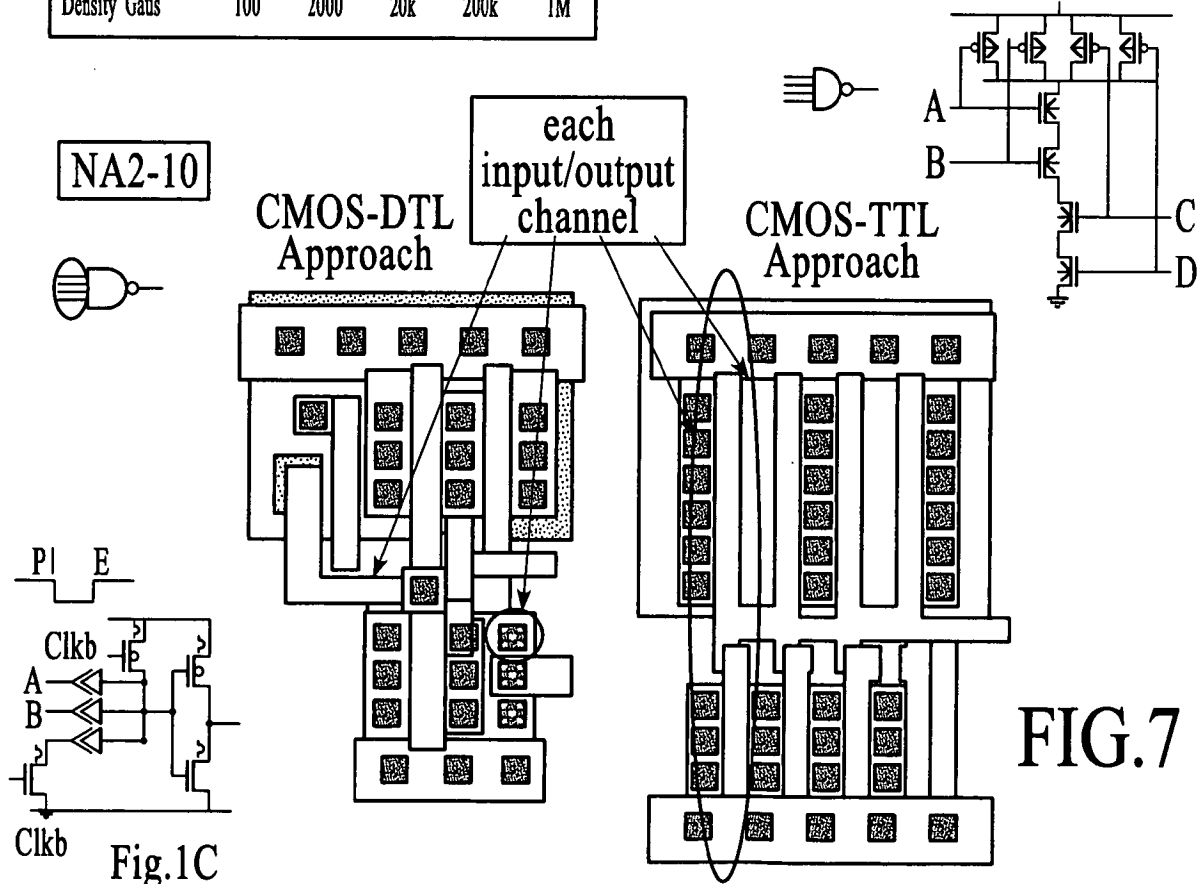 Density Gaus 100 2000 20k 200k 1M
NA2-10
each
input/output
channel
CMOS-DTL
Approach
CMOS-TTL
Approach
A
B
C
D
P E
Clkb
A
B
Clkb
Fig.1C
FIG.7